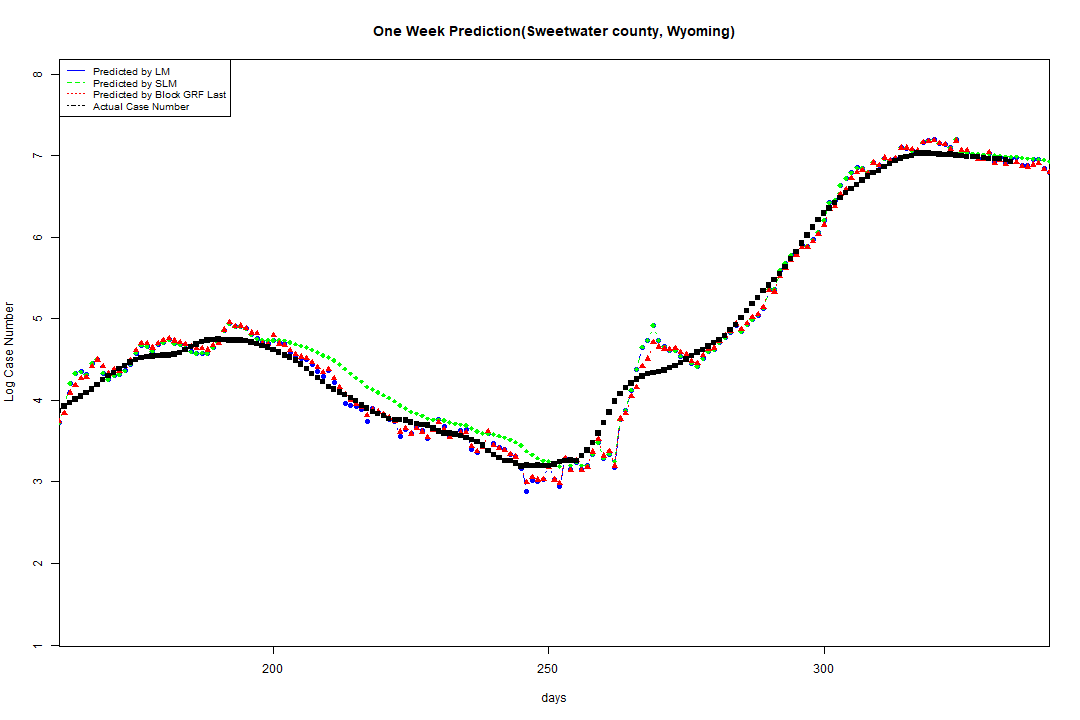 One Week Prediction(Sweetwater county, Wyoming)
Predicted by LM
Predicted by SLM
Predicted by Block GRF Last
Actual Case Number
8
7
6
5
4
3
2
1
Log Case Number
200
250
300
days